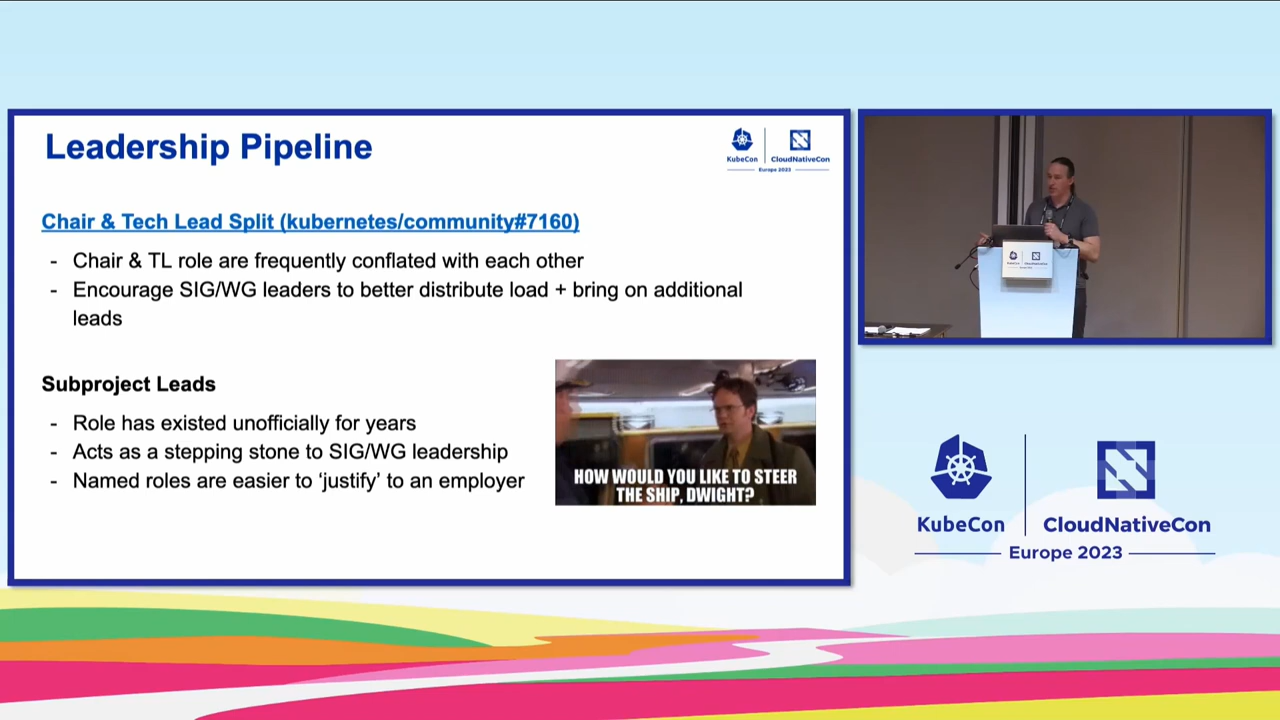 Leadership Pipeline
KubeCon
CloudNativeCon
Europe 2023
Chair & Tech Lead Split (kubernetes/community#7160)
- Chair & TL role are frequently conflated with each other
- Encourage SIG/WG leaders to better distribute load + bring on additional
leads
Subproject Leads
- Role has existed unofficially for years
- Acts as a stepping stone to SIG/WG leadership
- Named roles are easier to ‘justify’ to an employer
HOW WOULD YOU LIKE TO STEER
THE SHIP, DWIGHT?
KubeCon
CloudNativeCon
Europe 2023